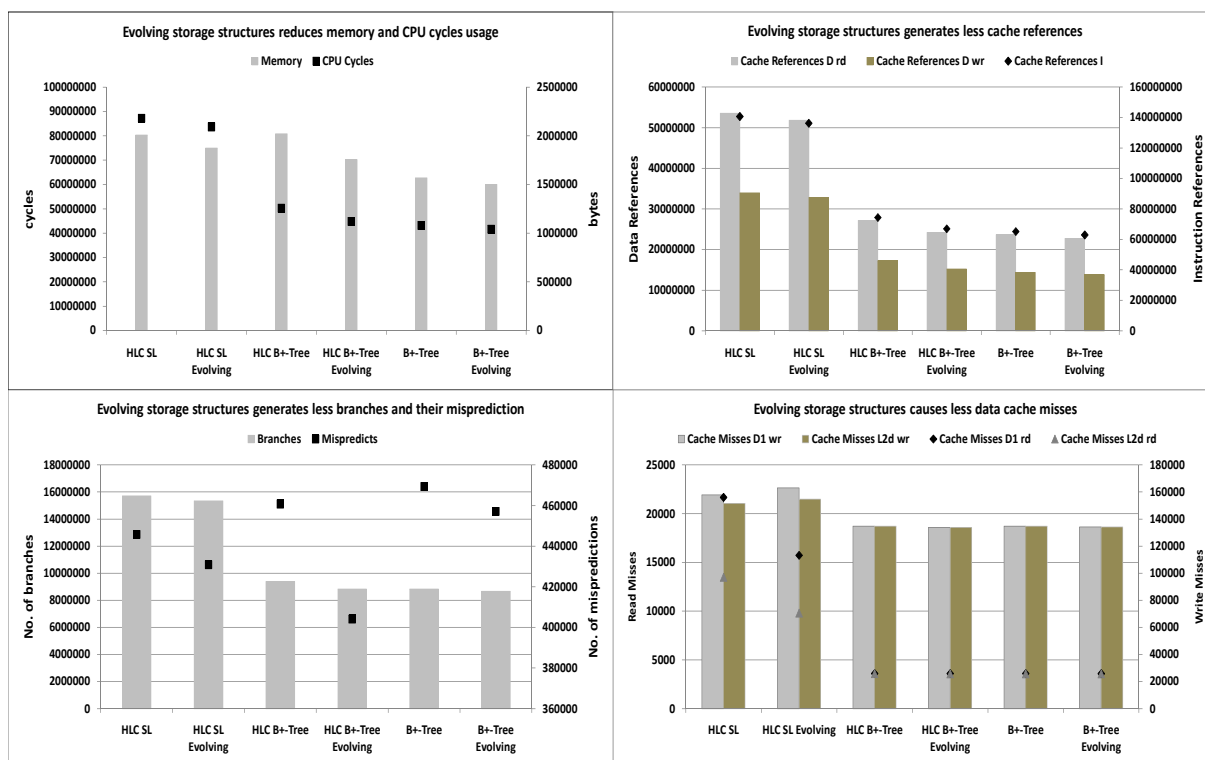 Evolving storage structures reduces memory and CPU cycles usage
Memory CPU Cycles
100000000
90000000
80000000
70000000
60000000
50000000
40000000
30000000
20000000
10000000
0
cycles
2500000
2000000
1500000
1000000
500000
0
bytes
HLC SL
HLC SL
Evolving
HLC B+-Tree
HLC B+-Tree
Evolving
B+-Tree
B+-Tree
Evolving
Evolving storage structures generates less cache references
Cache References D rd Cache References D wr Cache References I
60000000
50000000
40000000
30000000
20000000
10000000
0
Data References
160000000
140000000
120000000
100000000
80000000
60000000
40000000
20000000
0
Instruction References
HLC SL
HLC SL
Evolving
HLC B+-Tree
HLC B+-Tree
Evolving
B+-Tree
B+-Tree
Evolving
Evolving storage structures generates less branches and their misprediction
Branches Mispredicts
18000000
16000000
14000000
12000000
10000000
8000000
6000000
4000000
2000000
0
No. of branches
480000
460000
440000
420000
400000
380000
360000
No. of mispredictions
HLC SL
HLC SL
Evolving
HLC B+-Tree
HLC B+-Tree
Evolving
B+-Tree
B+-Tree
Evolving
Evolving storage structures causes less data cache misses
Cache Misses D1 wr Cache Misses L2d wr Cache Misses D1 rd Cache Misses L2d rd
25000
20000
15000
10000
5000
0
Read Misses
180000
160000
140000
120000
100000
80000
60000
40000
20000
0
Write Misses
HLC SL
HLC SL Evolving
HLC B+-Tree
HLC B+-Tree
Evolving
B+-Tree
B+-Tree
Evolving